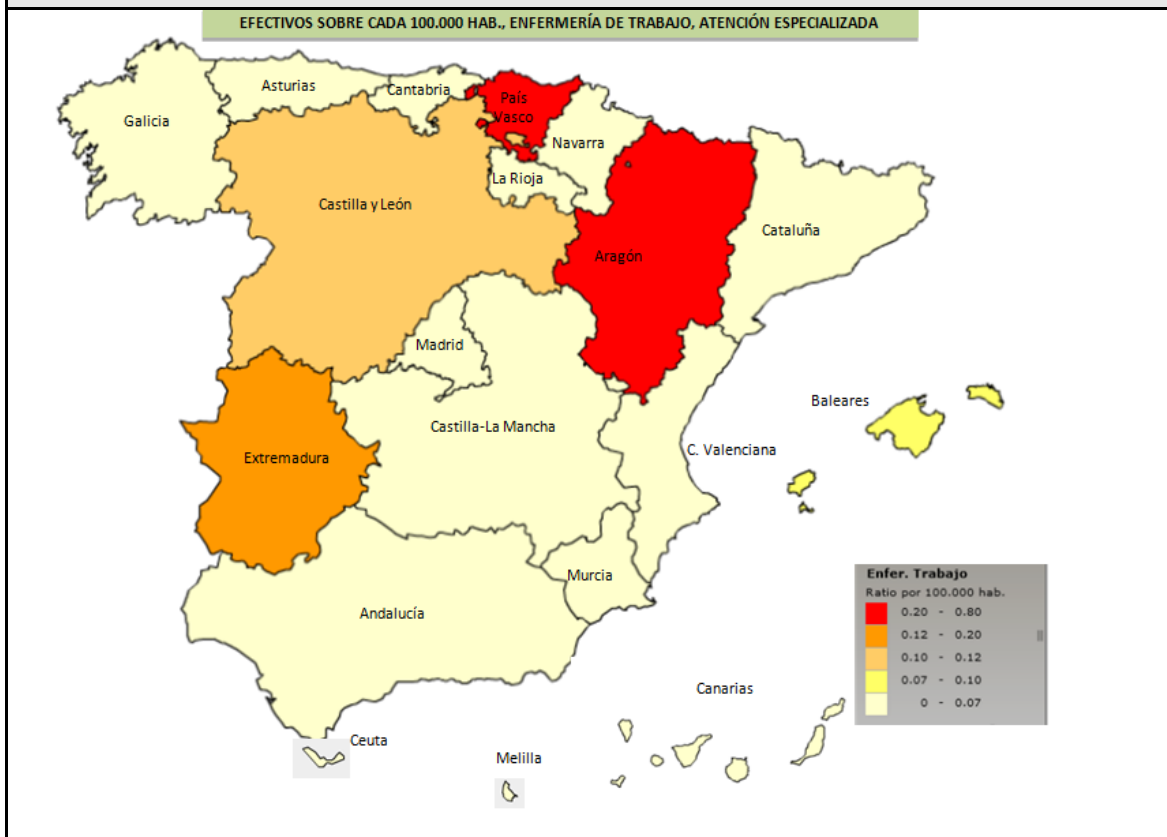 EFECTIVOS SOBRE CADA 100.000 HAB., ENFERMERÍA DE TRABAJO, ATENCIÓN ESPECIALIZADA
Asturias
Cantabria
País
Vasco
Galicia
Navarra
La Rioja
Castilla y León
Cataluña
Aragón
Madrid
Baleares
Castilla-La Mancha
C. Valenciana
Extremadura
Murcia
Andalucía
Enfer. Trabajo
Ratio por 100.000 hab.
0.20 - 0.80
0.12 - 0.20
0.10 - 0.12
0.07 - 0.10
0 - 0.07
Canarias
Ceuta
Melilla